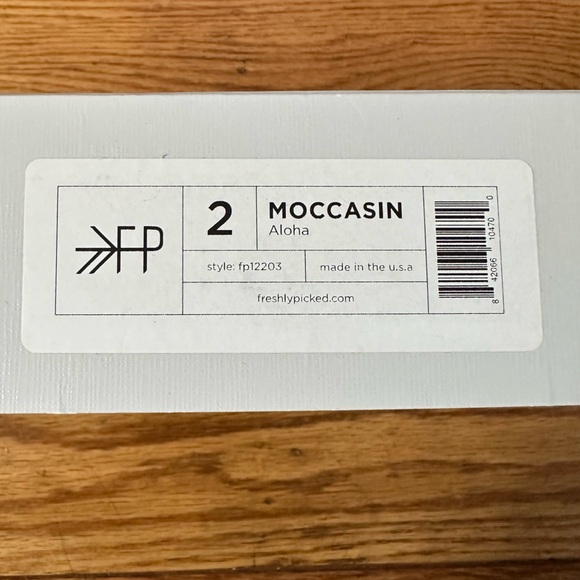 FP
2
MOCCASIN
Aloha
style: fp12203
made in the u.s.a
freshlypicked.com
8 42066 10470 0